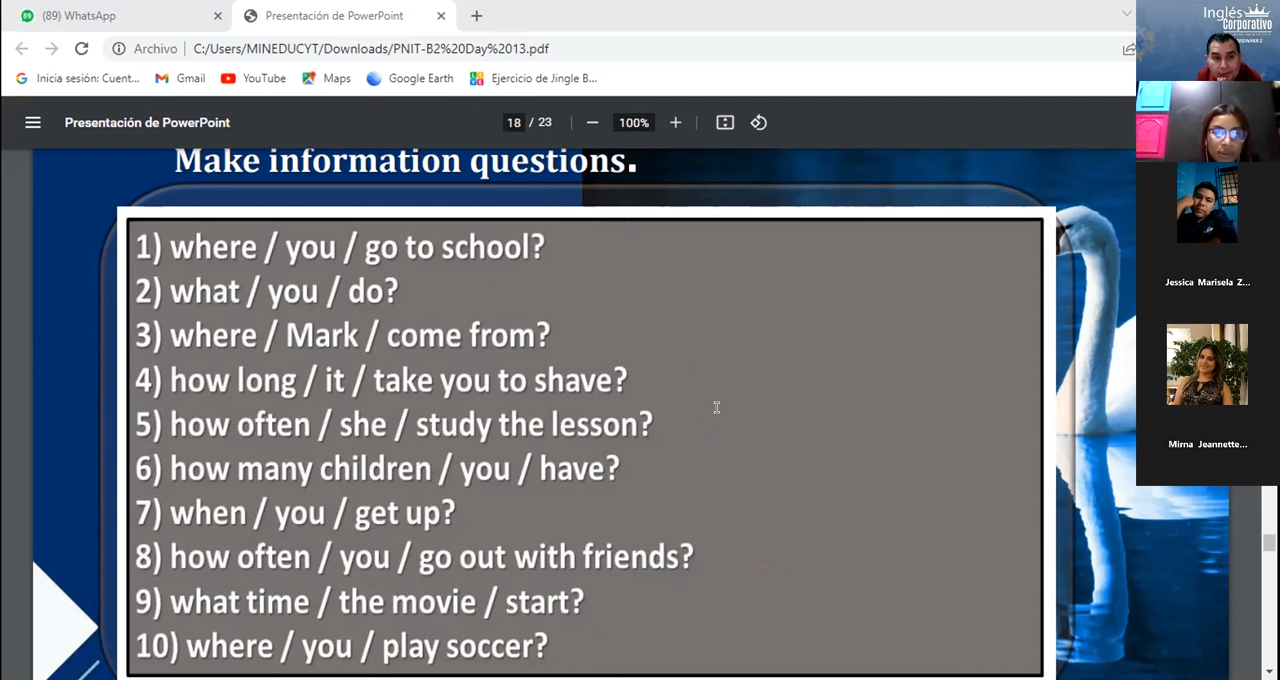 (89) WhatsApp
Presentación de PowerPoint
Archivo
C:/Users/MINEDUCYT/Downloads/PNIT-B2%20Day%2013.pdf
Inicia sesión: Cuent...
Gmail
YouTube
Maps
Google Earth
Ejercicio de Jingle B...
Presentación de PowerPoint
18 / 23
100%
Make information questions.
1) where / you / go to school?
2) what / you / do?
3) where / Mark / come from?
4) how long / it / take you to shave?
5) how often / she / study the lesson?
6) how many children / you / have?
7) when / you / get up?
8) how often / you / go out with friends?
9) what time / the movie / start?
10) where / you / play soccer?
Inglés
Corporativo
Jessica Marisela Z...
Mirna Jeannette...